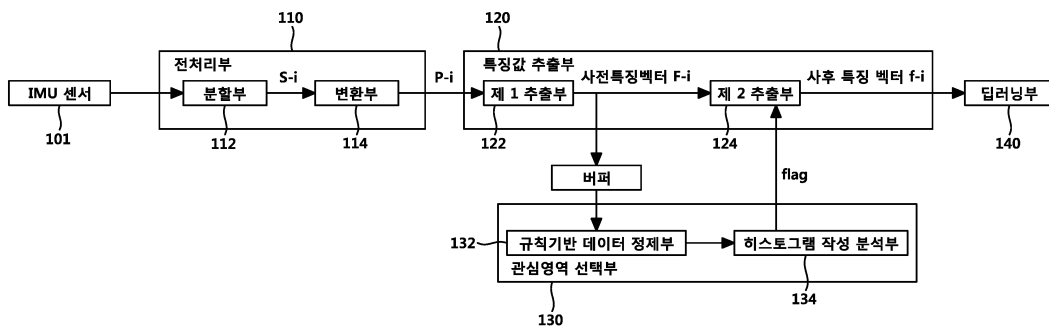 110
전처리부
IMU 센서
101
분할부
112
S-i
변환부
114
P-i
120
특징값 추출부
제 1 추출부
122
사전특징벡터 F-i
제 2 추출부
124
사후 특징 벡터 f-i
딥러닝부
140
버퍼
flag
132
규칙기반 데이터 정제부
히스토그램 작성 분석부
134
관심영역 선택부
130